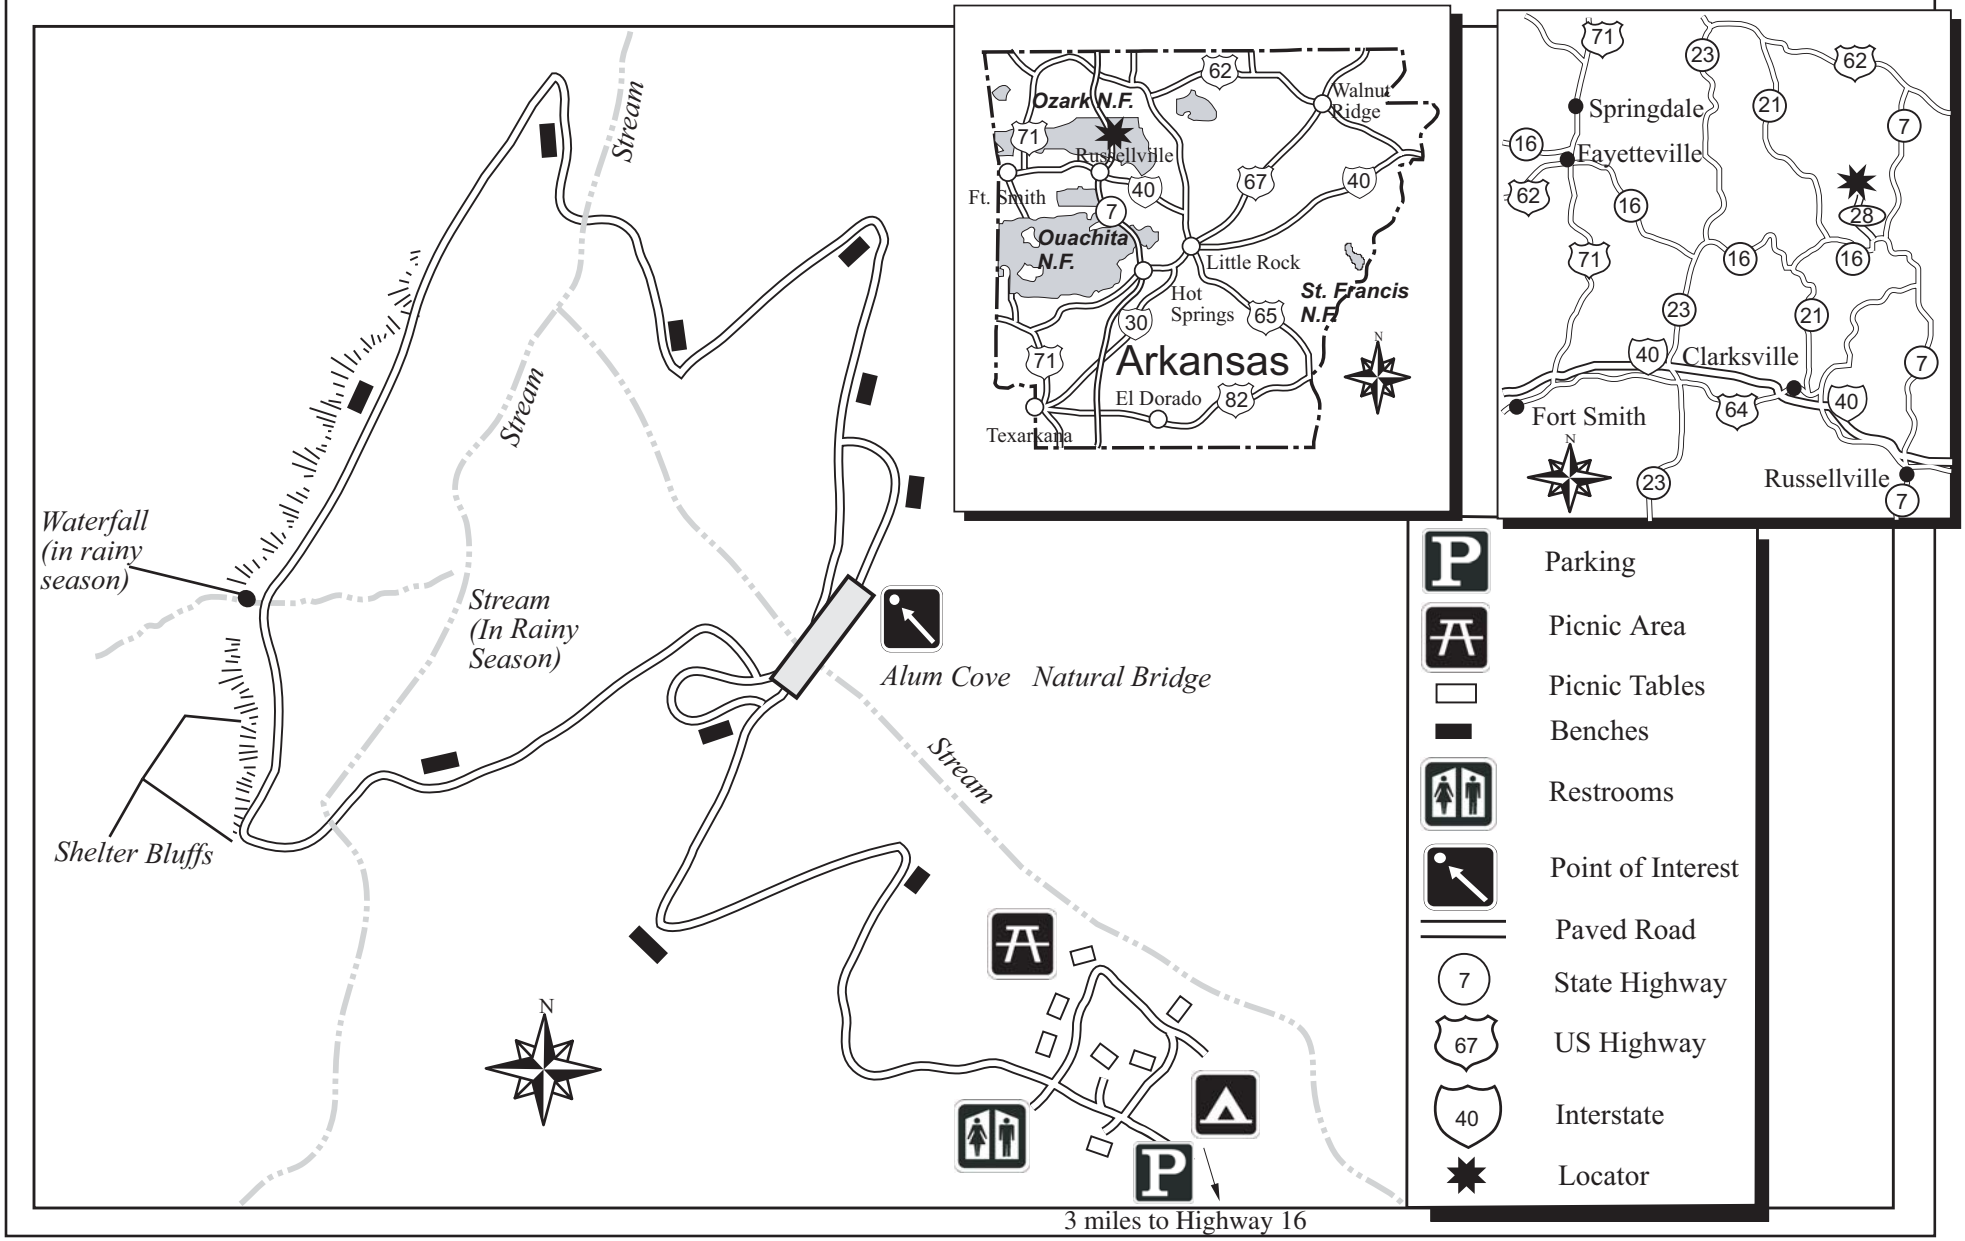 Stream
Stream
Waterfall
(in rainy
season)
Stream
(In Rainy
Season)
Shelter Bluffs
Alum Cove Natural Bridge
Stream
N
P
3 miles to Highway 16
62
Walnut
Ridge
Ozark N.F.
71
Russellville
Ft. Smith
40
67
40
7
Ouachita
N.F.
Little Rock
Hot
Springs
St. Francis
N.F.
30
65
71
Arkansas
N
El Dorado
82
Texarkana
71
23
62
21
7
Springdale
16
Fayetteville
62
16
28
71
16
16
23
21
40
Clarksville
7
64
40
Fort Smith
N
23
Russellville
7
P
Parking
Picnic Area
Picnic Tables
Benches
Restrooms
Point of Interest
Paved Road
7
State Highway
67
US Highway
40
Interstate
Locator